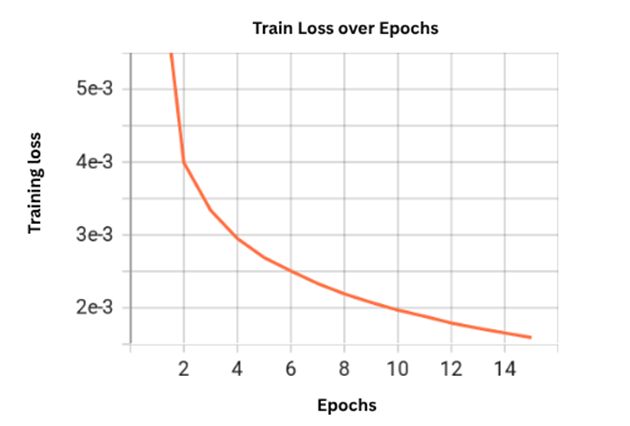 Train Loss over Epochs
Training loss
5e-3
4e-3
3e-3
2e-3
2 4 6 8 10 12 14
Epochs